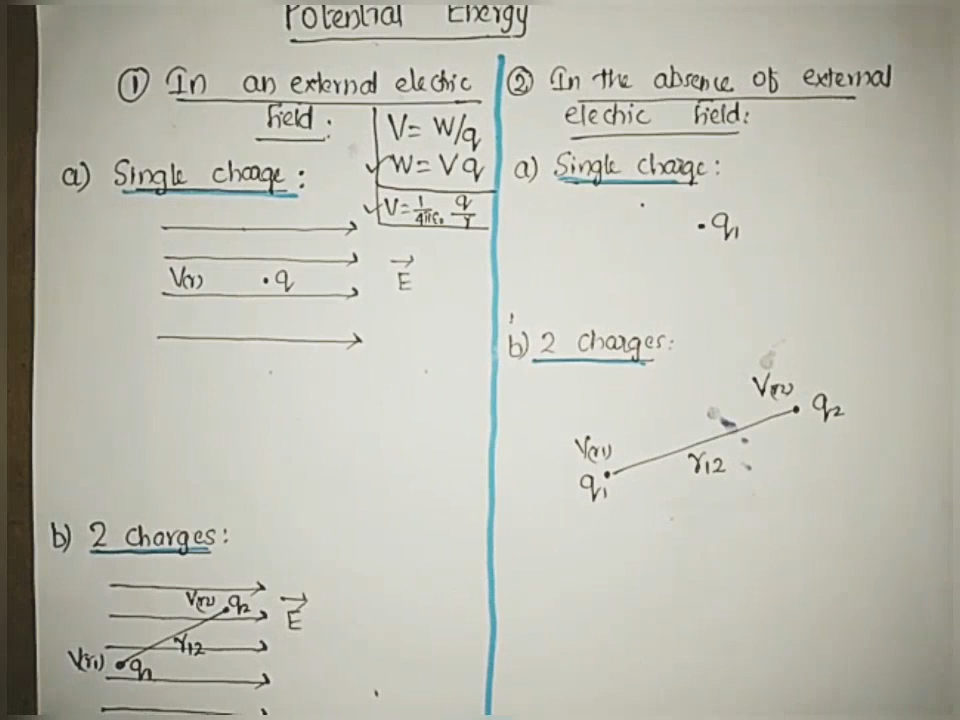 Potential Energy
① In an external electric
field:
V = W/q
W = Vq
V = 1/4πε₀ q/r
a) Single charge:
V(r) . q
E
b) 2 charges:
V(r2) q2
E
r12
V(r1) q1
② In the absence of external
electric field:
a) Single charge:
. q1
b) 2 charges:
V(r2)
q2
V(r1)
r12
q1